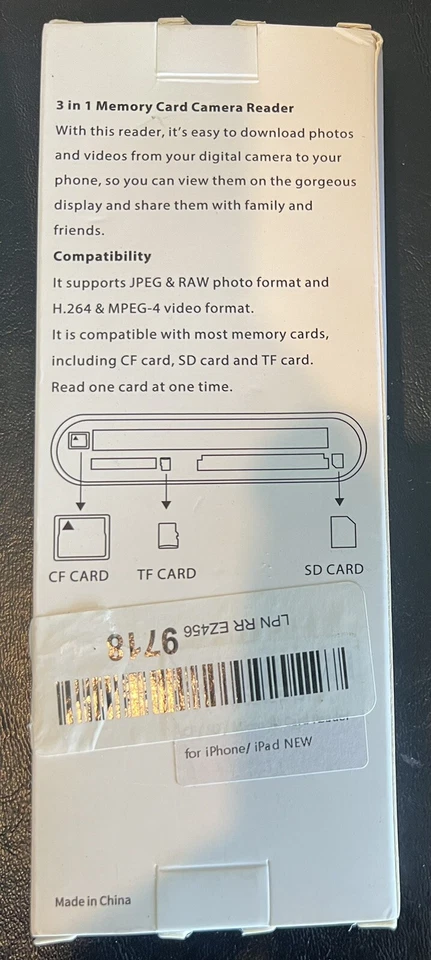 3 in 1 Memory Card Camera Reader
With this reader, it's easy to download photos
and videos from your digital camera to your
phone, so you can view them on the gorgeous
display and share them with family and
friends.
Compatibility
It supports JPEG & RAW photo format and
H.264 & MPEG-4 video format.
It is compatible with most memory cards,
including CF card, SD card and TF card.
Read one card at one time.
CF CARD TF CARD SD CARD
LPN RR EZ456 9718
for iPhone/ iPad NEW
Made in China